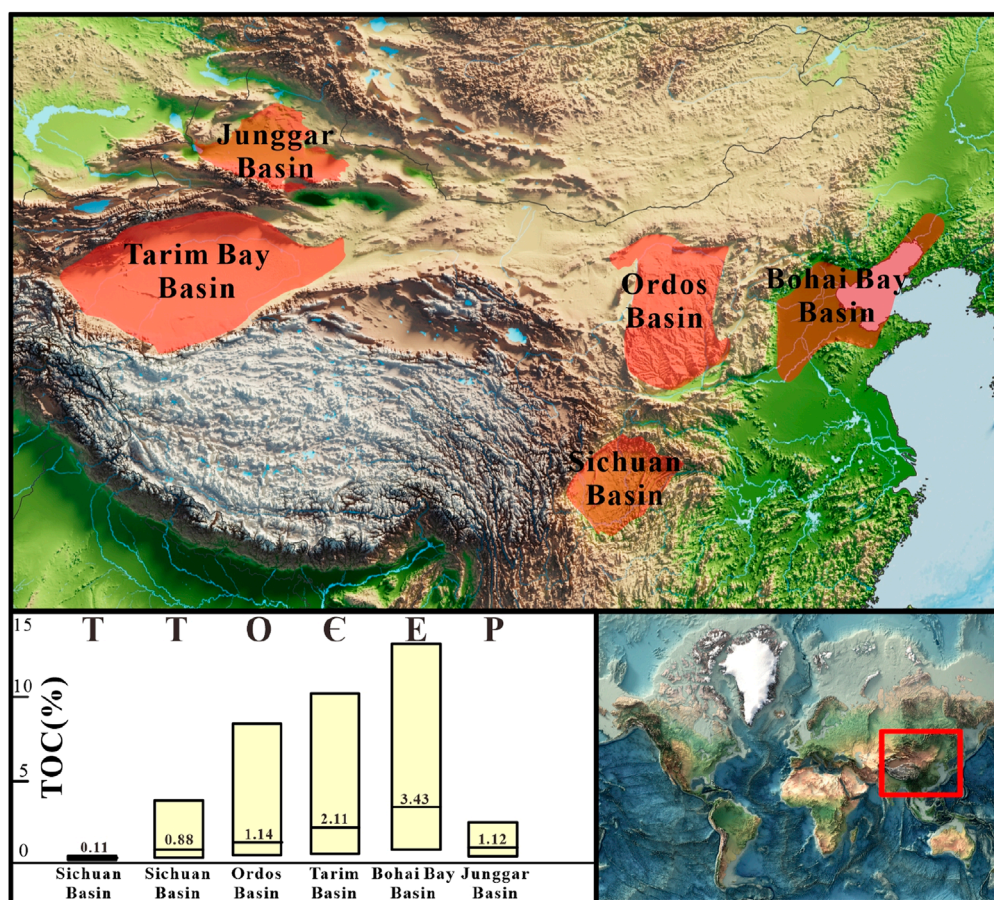 Junggar
Basin
Tarim Bay
Basin
Ordos
Basin
Bohai Bay
Basin
Sichuan
Basin
T T O Є E P
TOC(%)
15
10
5
0
0.11
0.88
1.14
2.11
3.43
1.12
Sichuan
Basin
Sichuan
Basin
Ordos
Basin
Tarim
Basin
Bohai Bay
Basin
Junggar
Basin